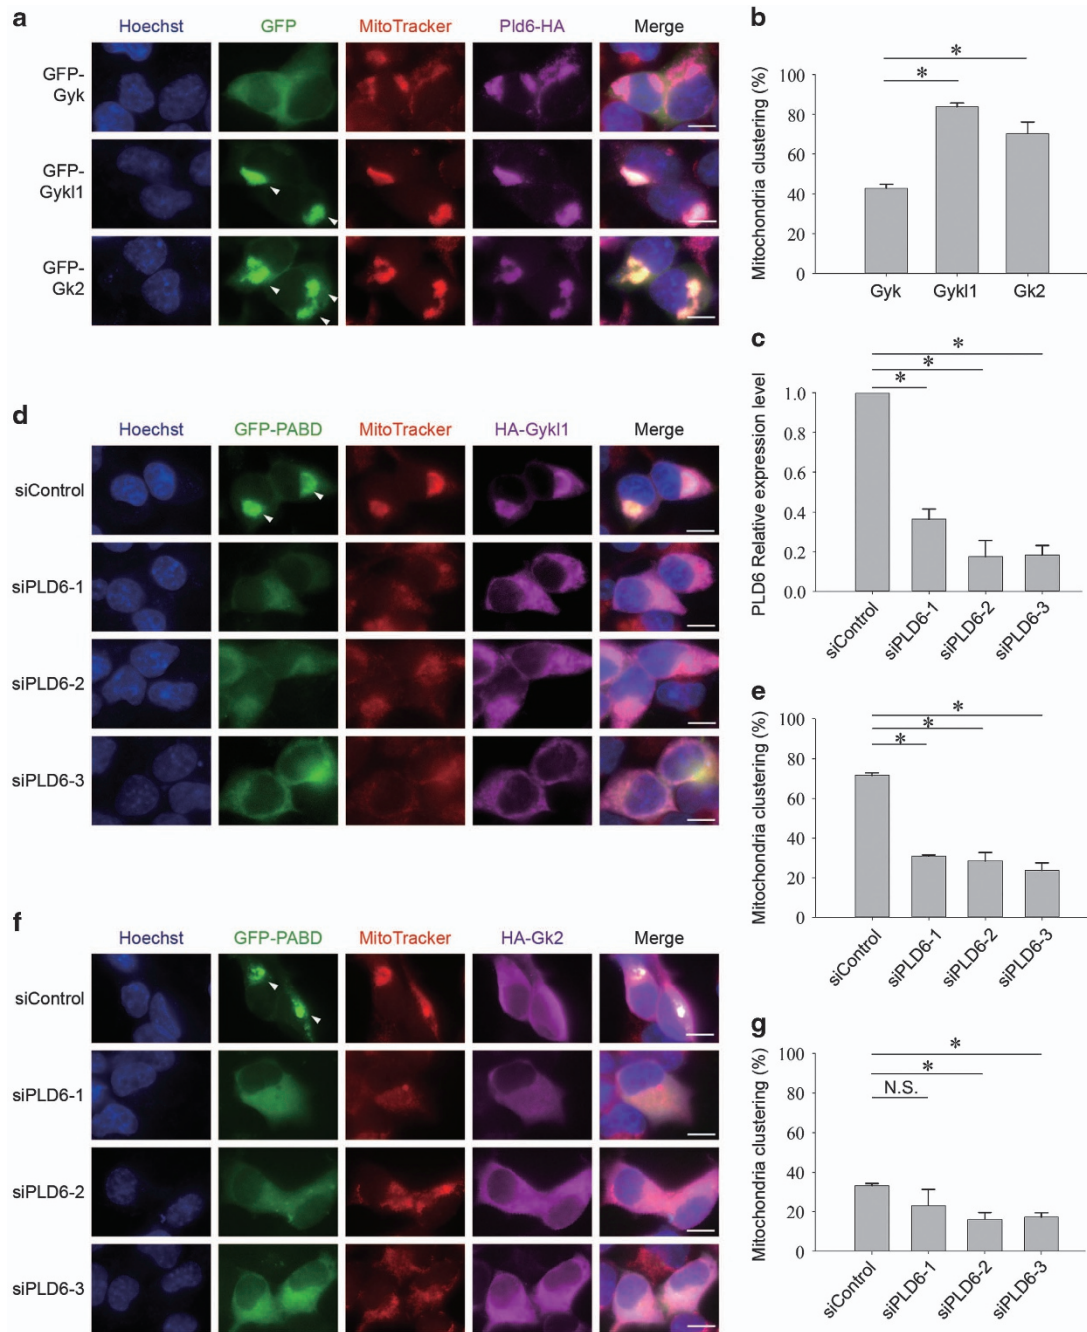 a
Hoechst GFP MitoTracker Pld6-HA Merge
GFP-
Gyk
GFP-
Gykl1
GFP-
Gk2
b
Mitochondria clustering (%)
100
80
60
40
20
0
* *
Gyk Gykl1 Gk2
c
PLD6 Relative expression level
1.0
0.8
0.6
0.4
0.2
0.0
* * *
siControl siPLD6-1 siPLD6-2 siPLD6-3
d
Hoechst GFP-PABD MitoTracker HA-Gykl1 Merge
siControl
siPLD6-1
siPLD6-2
siPLD6-3
e
Mitochondria clustering (%)
100
80
60
40
20
0
* * *
siControl siPLD6-1 siPLD6-2 siPLD6-3
f
Hoechst GFP-PABD MitoTracker HA-Gk2 Merge
siControl
siPLD6-1
siPLD6-2
siPLD6-3
g
Mitochondria clustering (%)
100
80
60
40
20
0
*
*
N.S.
siControl siPLD6-1 siPLD6-2 siPLD6-3